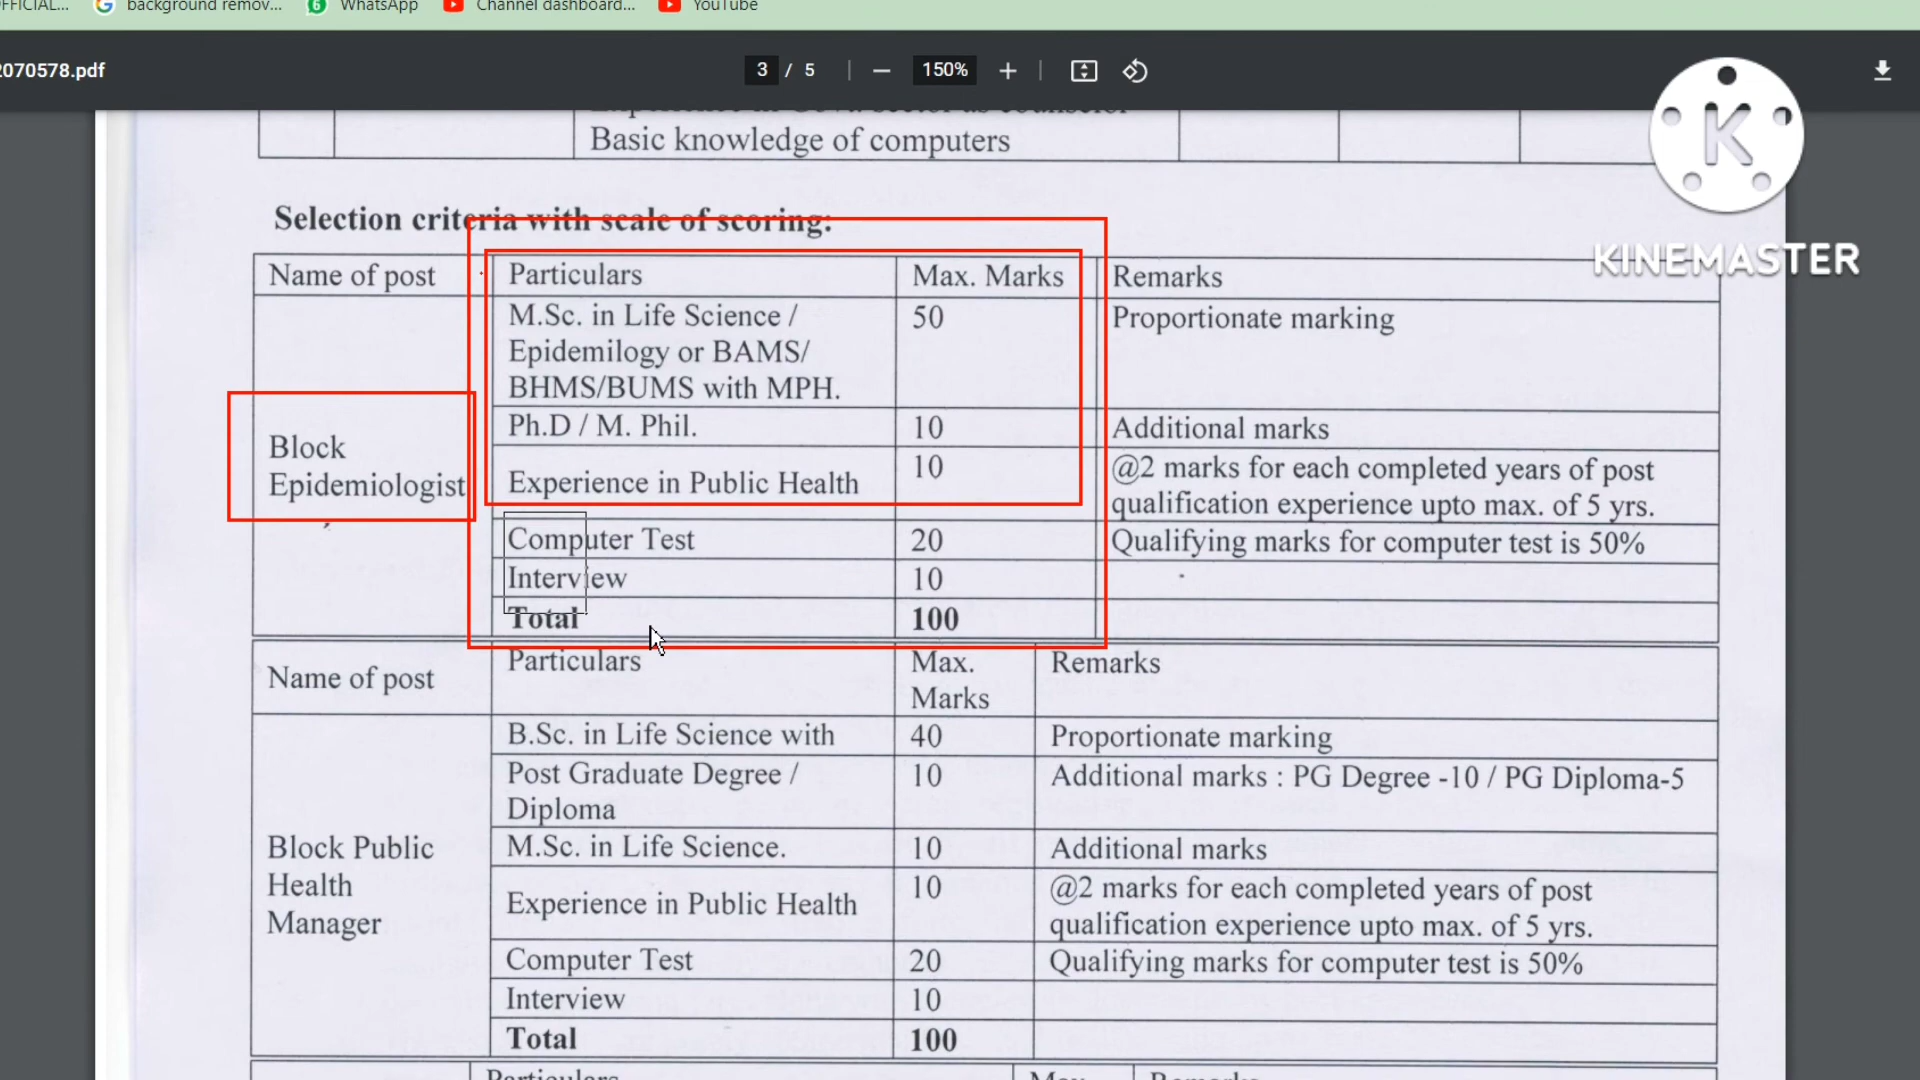 OFFICIAL... background remov... 6 WhatsApp Channel dashboard... YouTube
2070578.pdf 3 / 5 150%
Basic knowledge of computers
K
KINEMASTER
Selection criteria with scale of scoring:
Name of post Particulars Max. Marks Remarks
M.Sc. in Life Science / 50 Proportionate marking
Epidemilogy or BAMS/
BHMS/BUMS with MPH.
Ph.D / M. Phil. 10 Additional marks
Block
Epidemiologist
Experience in Public Health 10 @2 marks for each completed years of post
qualification experience upto max. of 5 yrs.
Computer Test 20 Qualifying marks for computer test is 50%
Interview 10
Total 100
Name of post Particulars Max. Remarks
Marks
B.Sc. in Life Science with 40 Proportionate marking
Post Graduate Degree / 10 Additional marks : PG Degree -10 / PG Diploma-5
Diploma
Block Public
Health
Manager
M.Sc. in Life Science. 10 Additional marks
Experience in Public Health 10 @2 marks for each completed years of post
qualification experience upto max. of 5 yrs.
Computer Test 20 Qualifying marks for computer test is 50%
Interview 10
Total 100